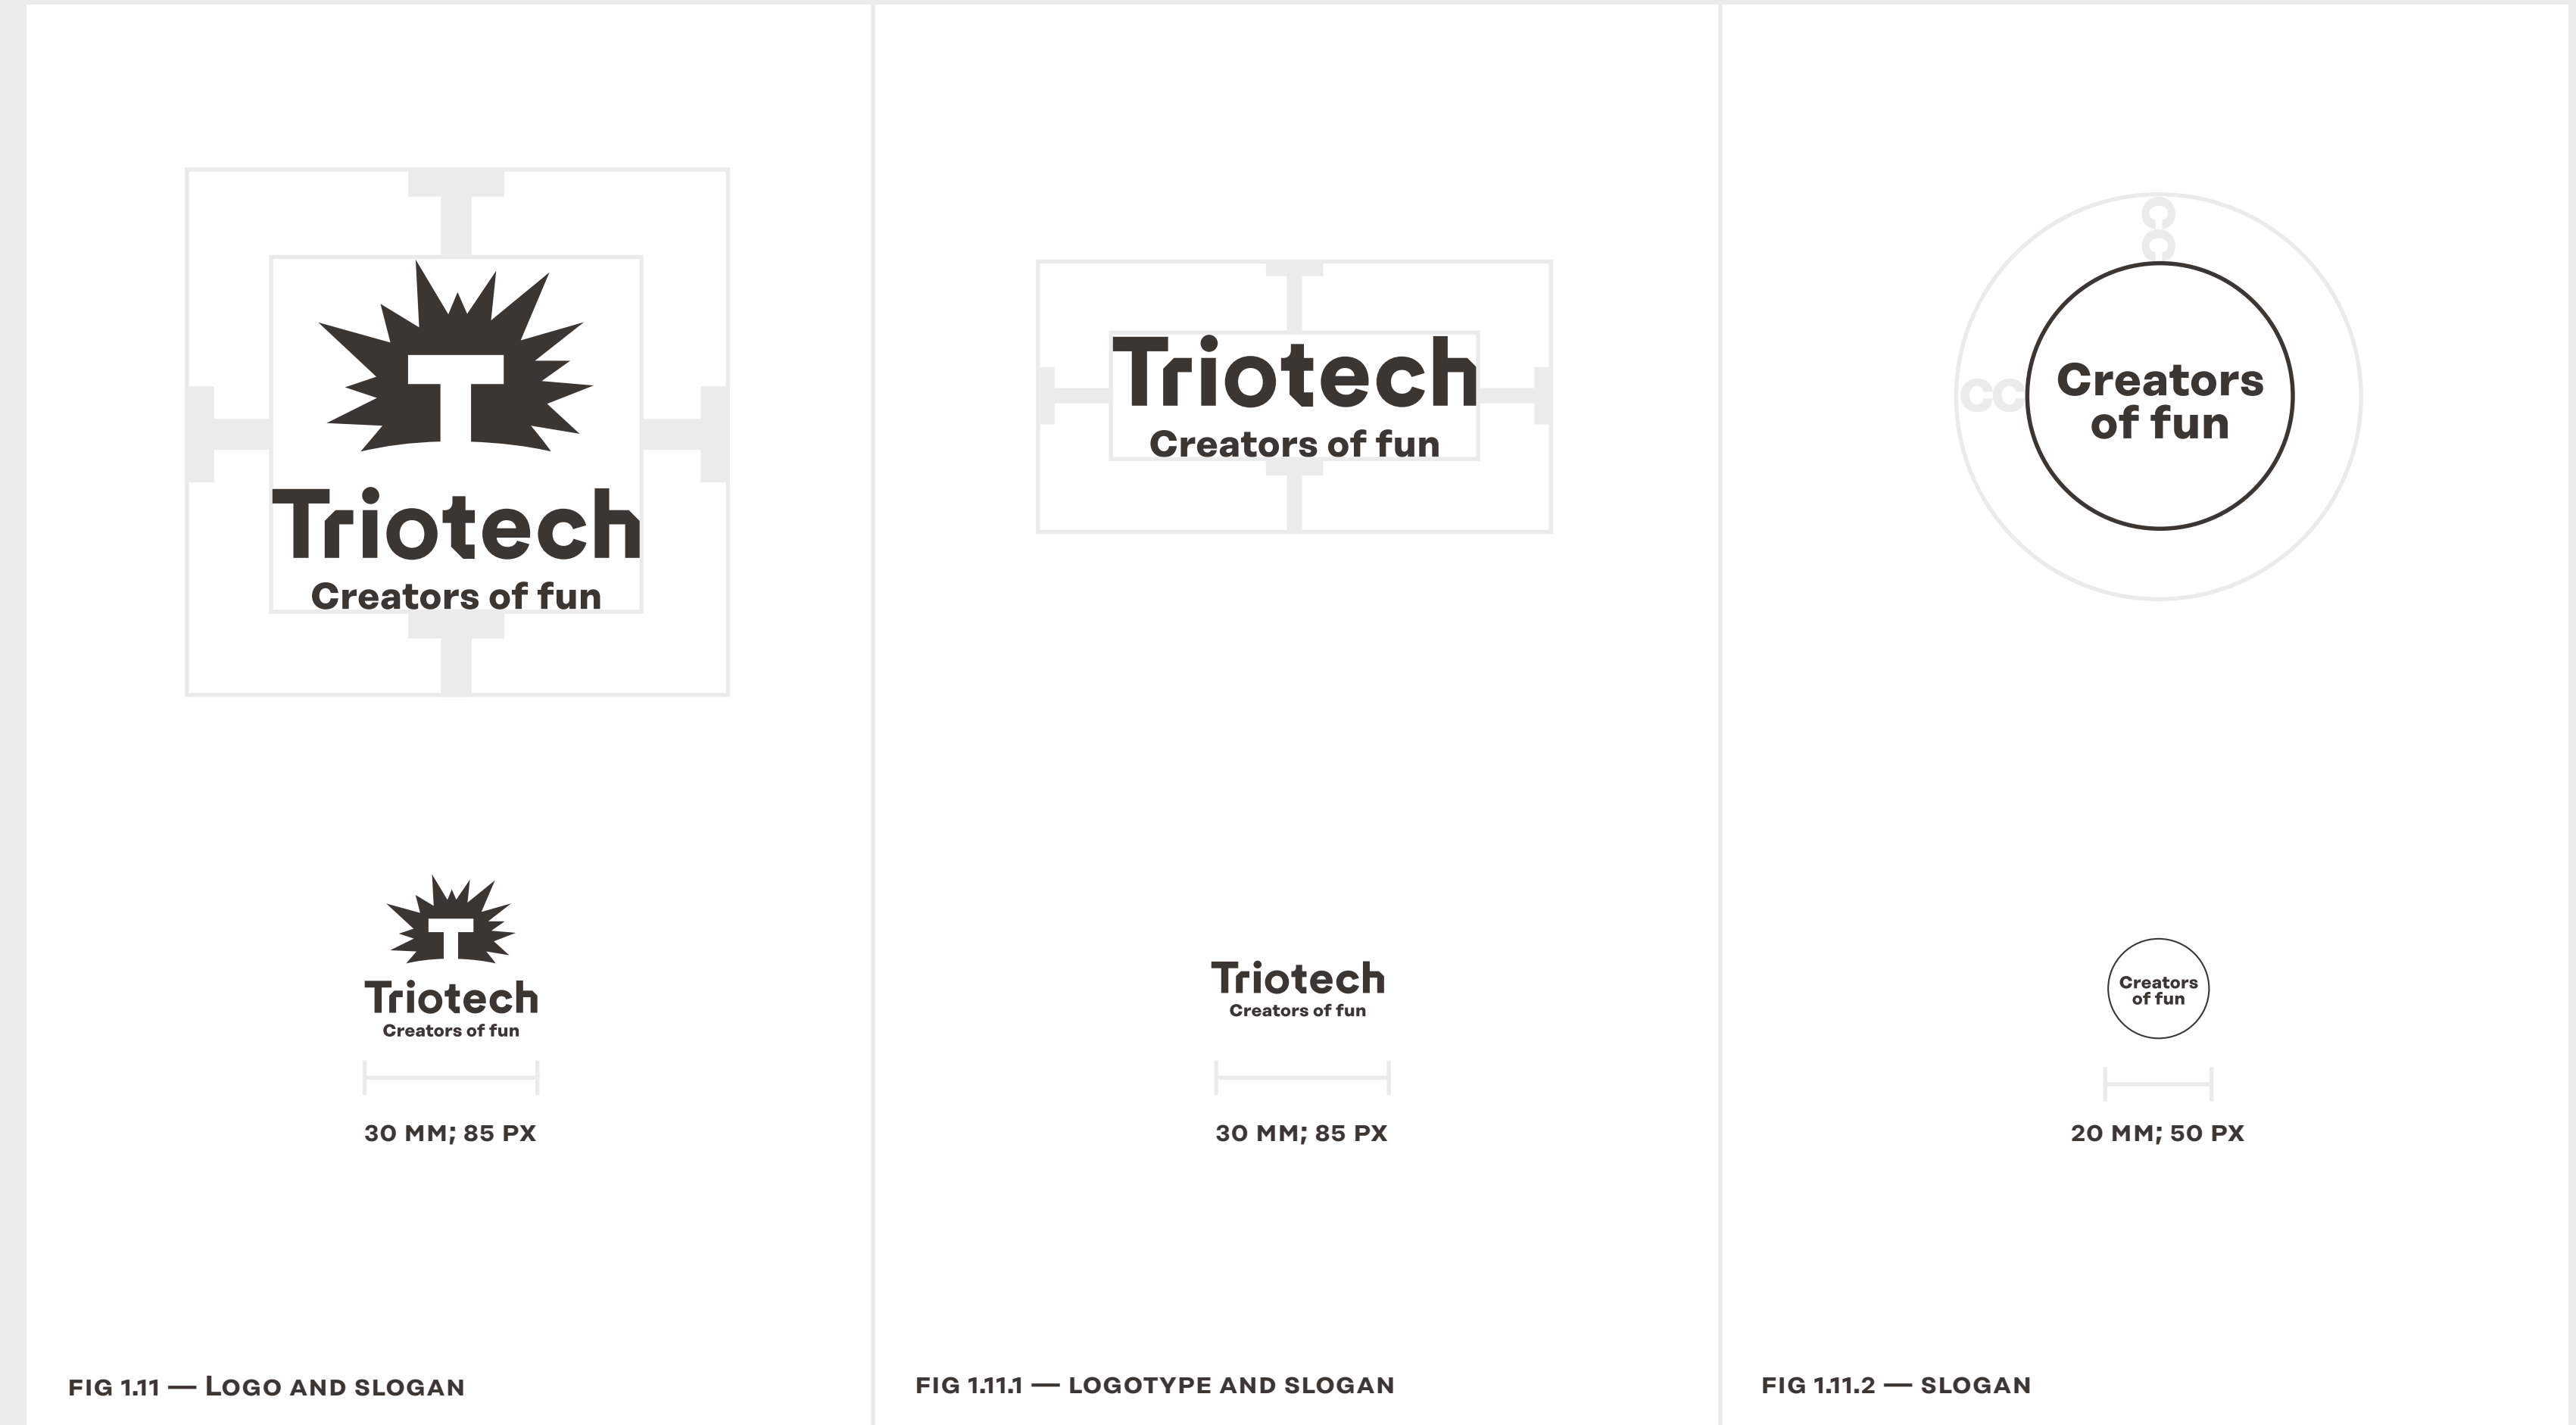 T
Triotech
Creators of fun
T
Triotech
Creators of fun
30 MM; 85 PX
FIG 1.11 — LOGO AND SLOGAN
Triotech
Creators of fun
Triotech
Creators of fun
30 MM; 85 PX
FIG 1.11.1 — LOGOTYPE AND SLOGAN
CC
CC
Creators
of fun
Creators
of fun
20 MM; 50 PX
FIG 1.11.2 — SLOGAN